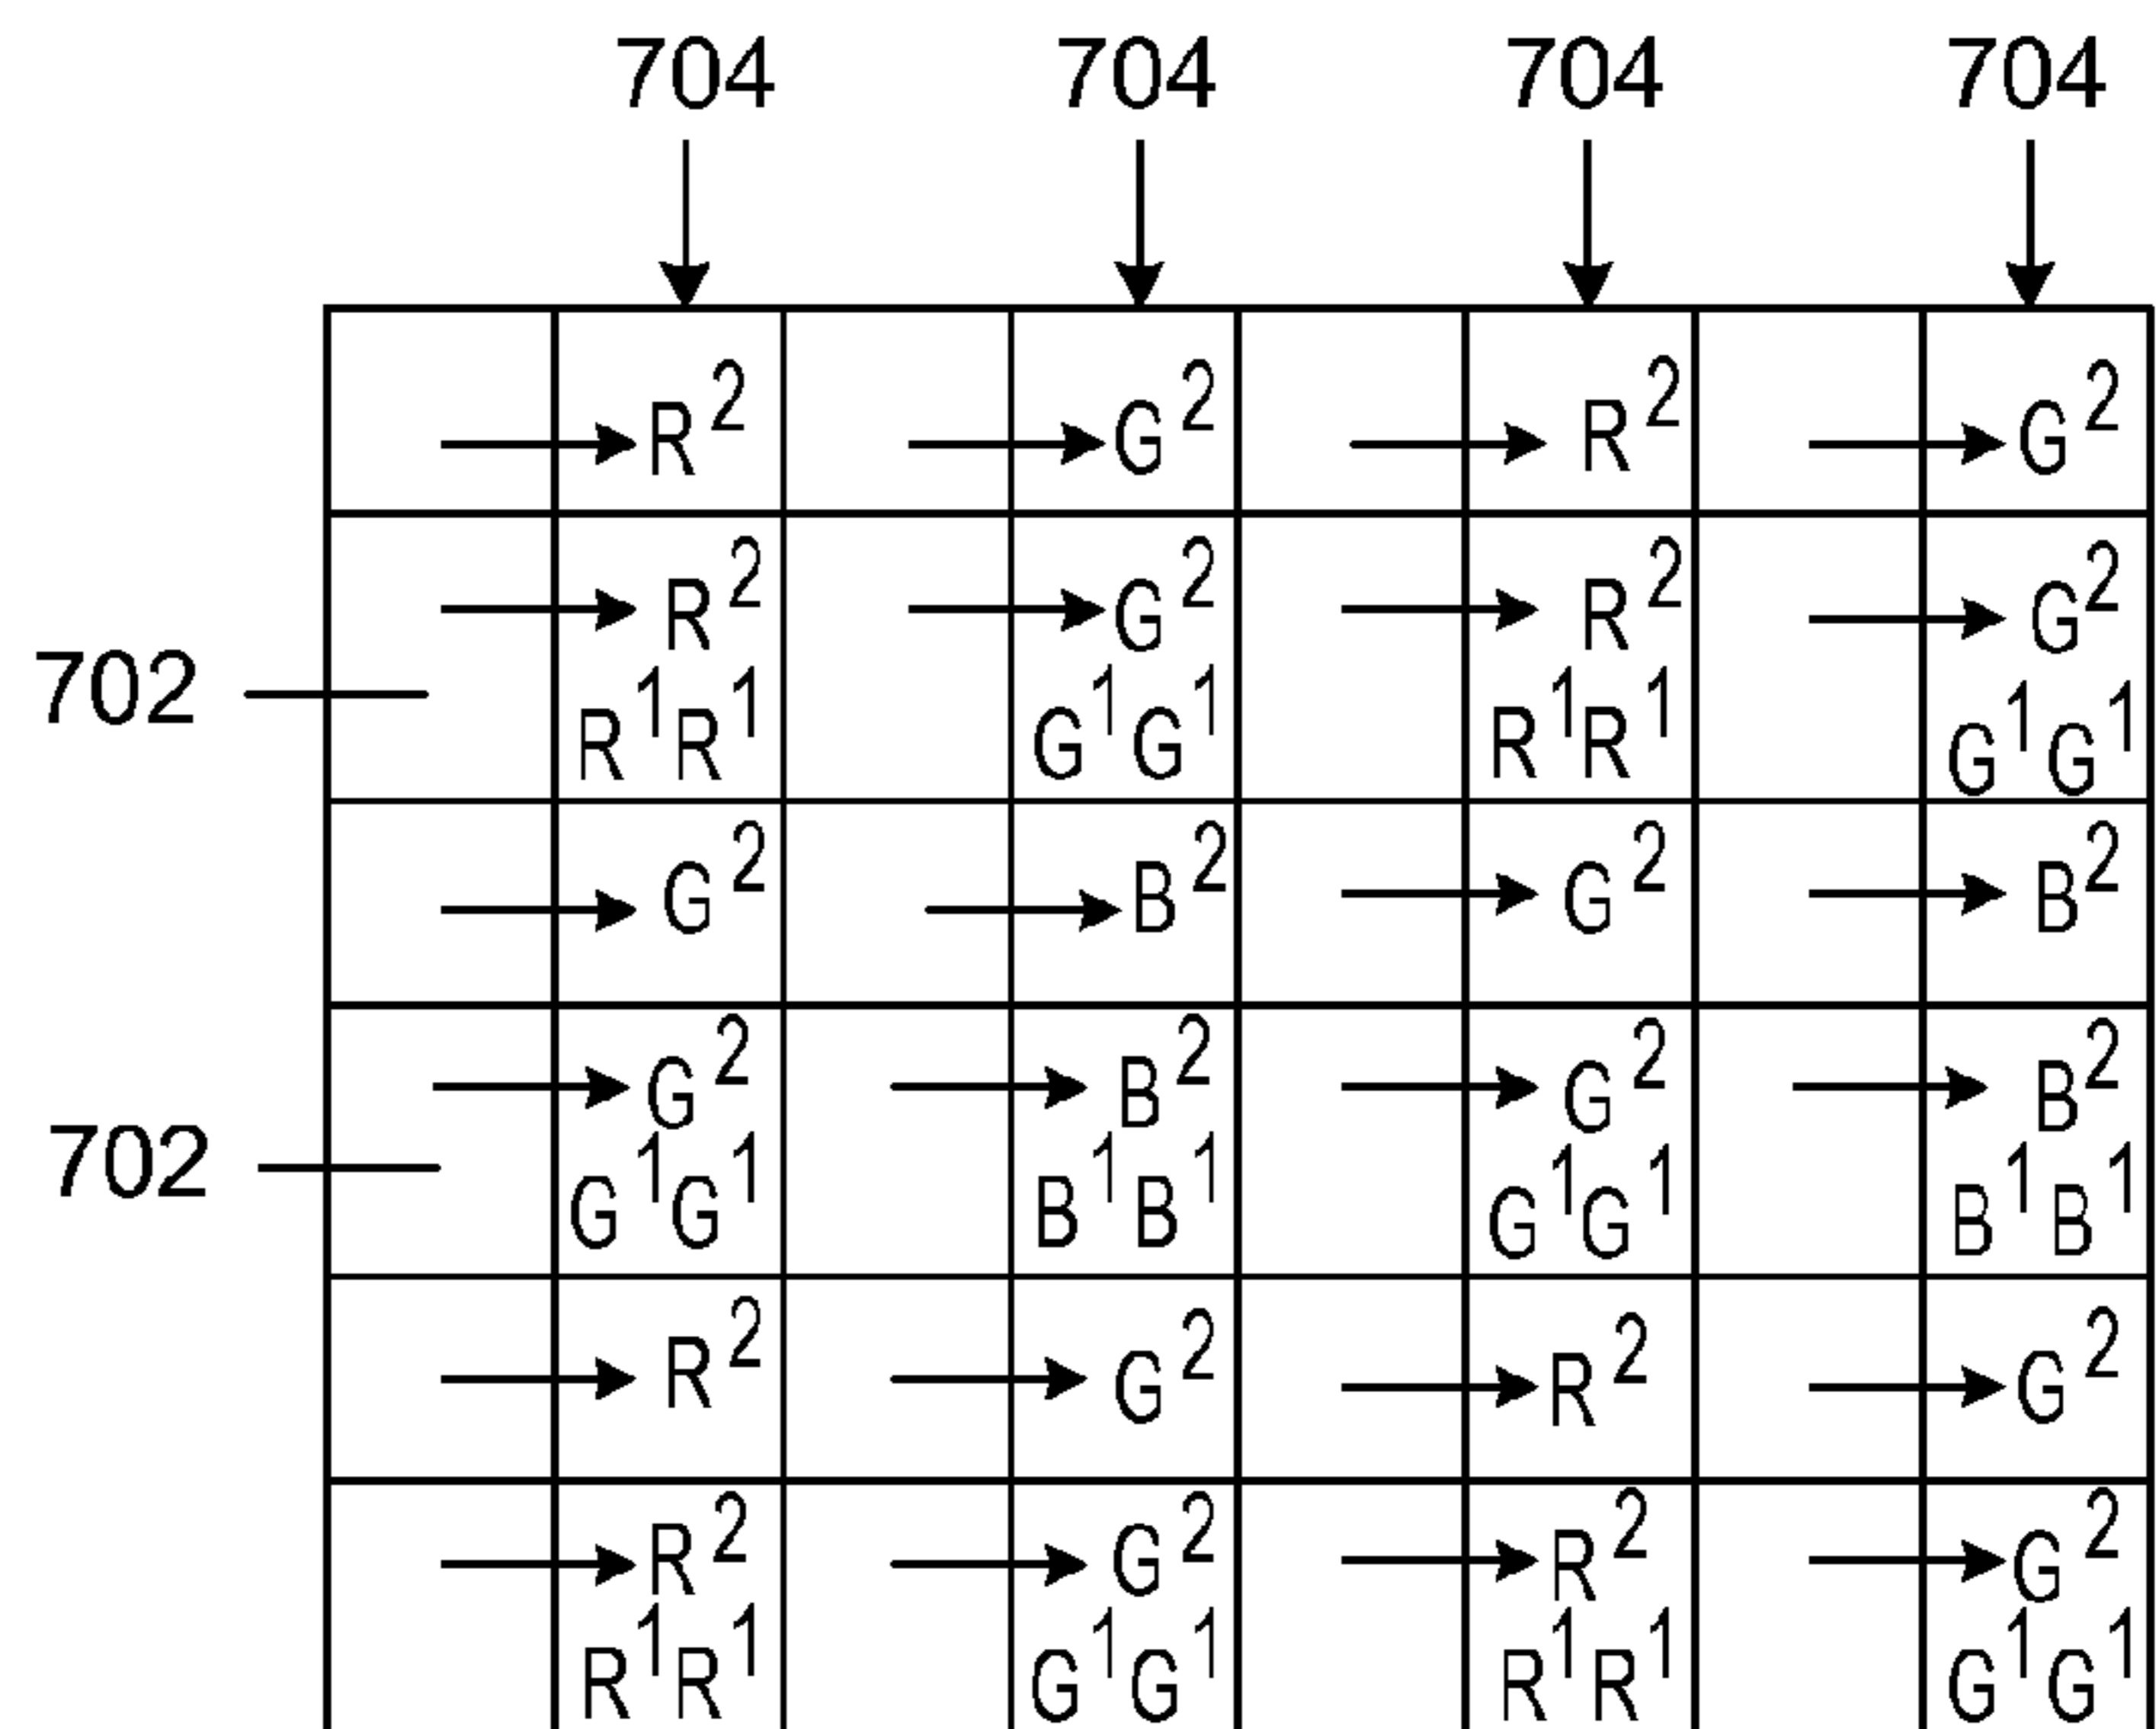 704 704 704 704
R² G² R² G²
R² G² R² G²
702
R¹R¹ G¹G¹ R¹R¹ G¹G¹
G² B² G² B²
G² B² G² B²
702
G¹G¹ B¹B¹ G¹G¹ B¹B¹
R² G² R² G²
R² G² R² G²
R¹R¹ G¹G¹ R¹R¹ G¹G¹